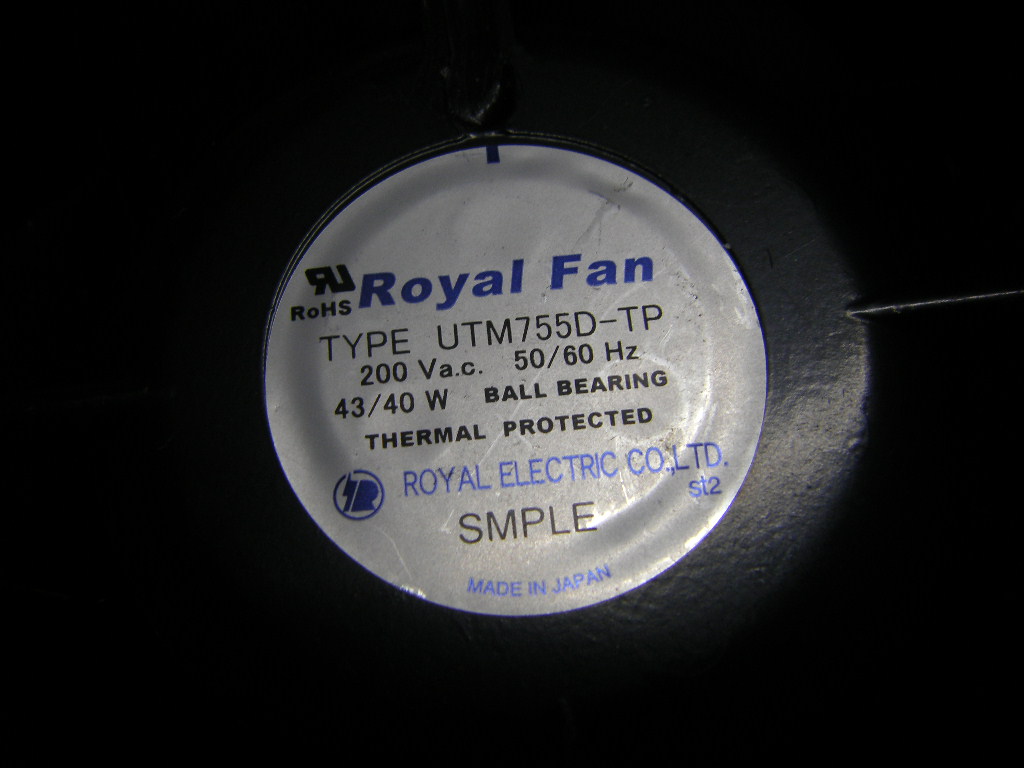 RU
RoHS Royal Fan
TYPE UTM755D-TP
200 Va.c. 50/60 Hz
43/40 W BALL BEARING
THERMAL PROTECTED
R ROYAL ELECTRIC CO.,LTD.
st2
SMPLE
MADE IN JAPAN